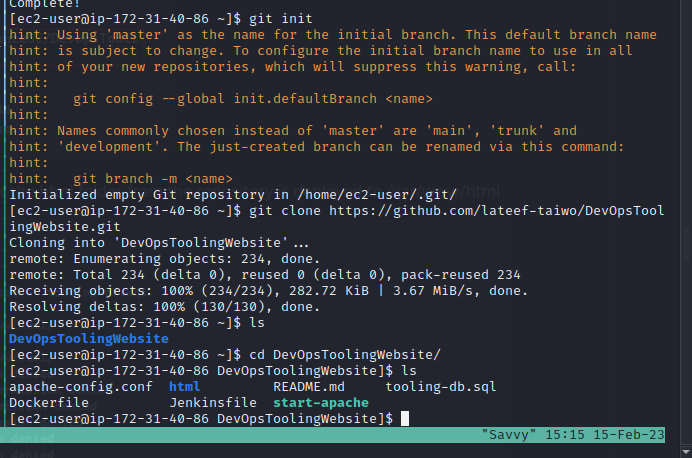 Complete!
[ec2-user@ip-172-31-40-86 ~]$ git init
hint: Using 'master' as the name for the initial branch. This default branch name
hint: is subject to change. To configure the initial branch name to use in all
hint: of your new repositories, which will suppress this warning, call:
hint:
hint:   git config --global init.defaultBranch <name>
hint:
hint: Names commonly chosen instead of 'master' are 'main', 'trunk' and
hint: 'development'. The just-created branch can be renamed via this command:
hint:
hint:   git branch -m <name>
Initialized empty Git repository in /home/ec2-user/.git/
[ec2-user@ip-172-31-40-86 ~]$ git clone https://github.com/lateef-taiwo/DevOpsTool
ingWebsite.git
Cloning into 'DevOpsToolingWebsite'...
remote: Enumerating objects: 234, done.
remote: Total 234 (delta 0), reused 0 (delta 0), pack-reused 234
Receiving objects: 100% (234/234), 282.72 KiB | 3.67 MiB/s, done.
Resolving deltas: 100% (130/130), done.
[ec2-user@ip-172-31-40-86 ~]$ ls
DevOpsToolingWebsite
[ec2-user@ip-172-31-40-86 ~]$ cd DevOpsToolingWebsite/
[ec2-user@ip-172-31-40-86 DevOpsToolingWebsite]$ ls
apache-config.conf  html         README.md     tooling-db.sql
Dockerfile          Jenkinsfile  start-apache
[ec2-user@ip-172-31-40-86 DevOpsToolingWebsite]$
"Savvy" 15:15 15-Feb-23